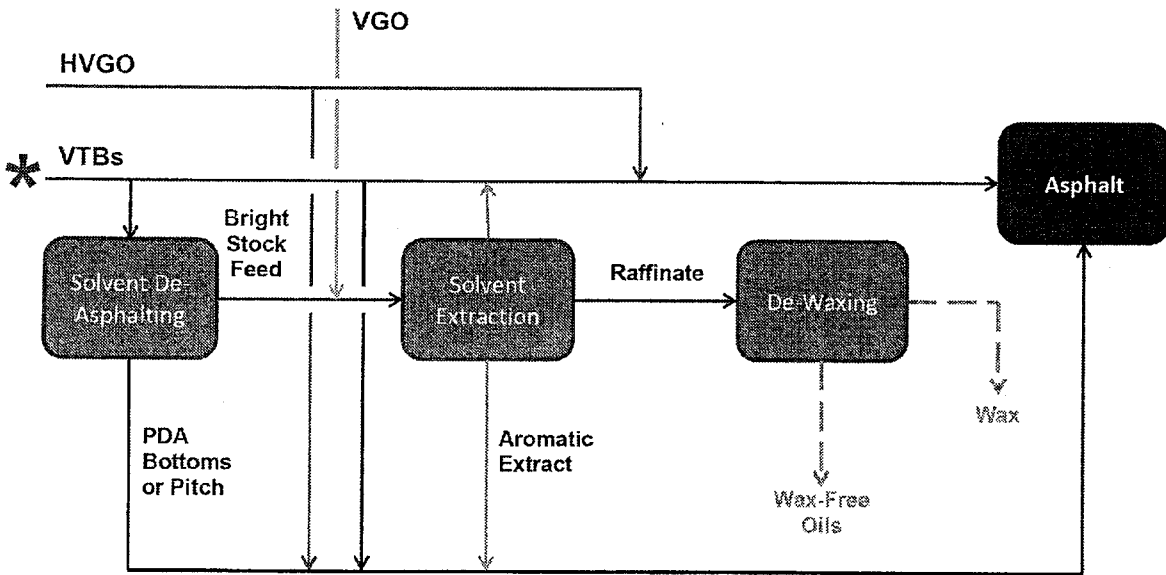 VGO
HVGO
* VTBs
Asphalt
Bright
Stock
Feed
Solvent De-
Asphalting
Solvent
Extraction
Raffinate
De-Waxing
Wax
PDA
Bottoms
or Pitch
Aromatic
Extract
Wax-Free
Oils